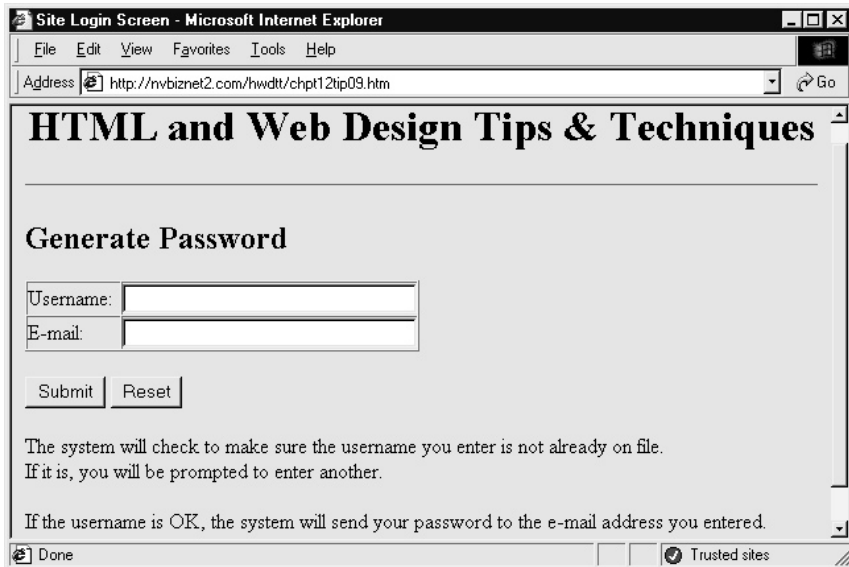 Site Login Screen - Microsoft Internet Explorer
File Edit View Favorites Tools Help
Address http://nvbiznet2.com/hwdtt/chpt12tip09.htm Go
HTML and Web Design Tips & Techniques
Generate Password
Username:
E-mail:
Submit Reset
The system will check to make sure the username you enter is not already on file.
If it is, you will be prompted to enter another.
If the username is OK, the system will send your password to the e-mail address you entered.
Done Trusted sites